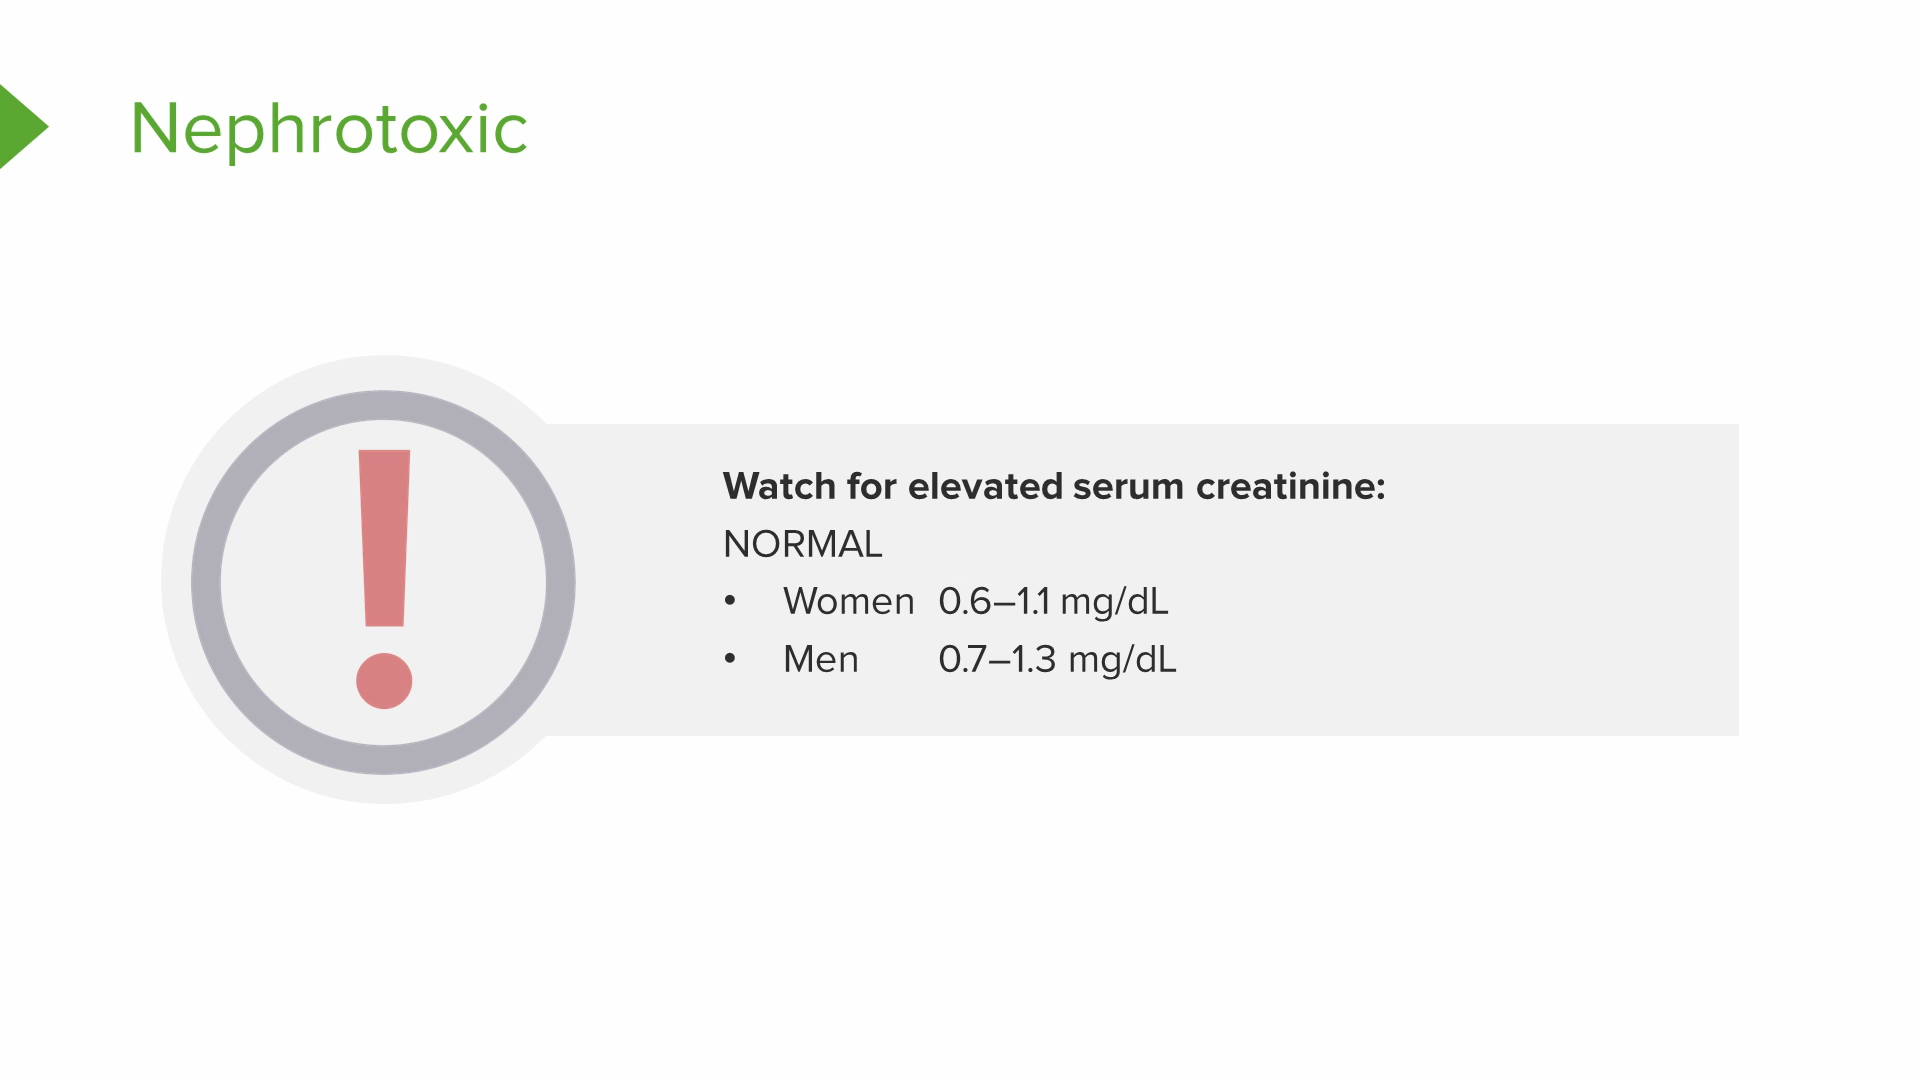 Nephrotoxic
Watch for elevated serum creatinine:
NORMAL
• Women 0.6–1.1 mg/dL
• Men 0.7–1.3 mg/dL